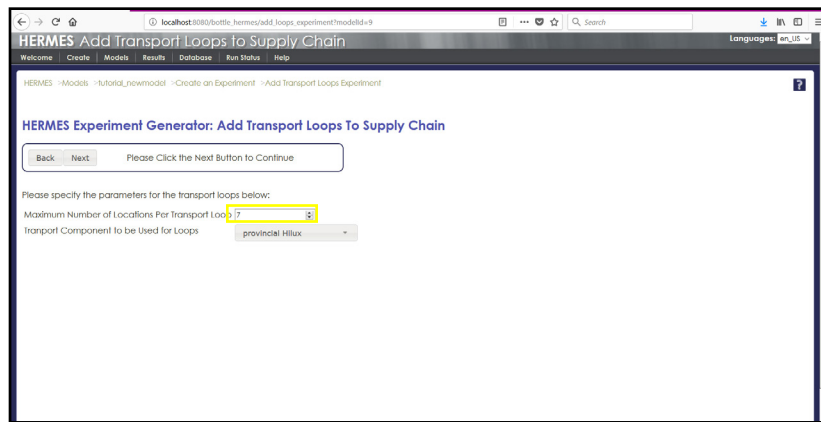 localhost:8080/bottle_hermes/add_loops_experiment?modelId=9
Search
HERMES Add Transport Loops to Supply Chain
Languages: en_US
Welcome Create Models Results Database Run Status Help
HERMES >Models >tutorial_newmodel >Create an Experiment >Add Transport Loops Experiment
?
HERMES Experiment Generator: Add Transport Loops To Supply Chain
Back Next Please Click the Next Button to Continue
Please specify the parameters for the transport loops below:
Maximum Number of Locations Per Transport Loop 7
Tranport Component to be Used for Loops provincial Hilux